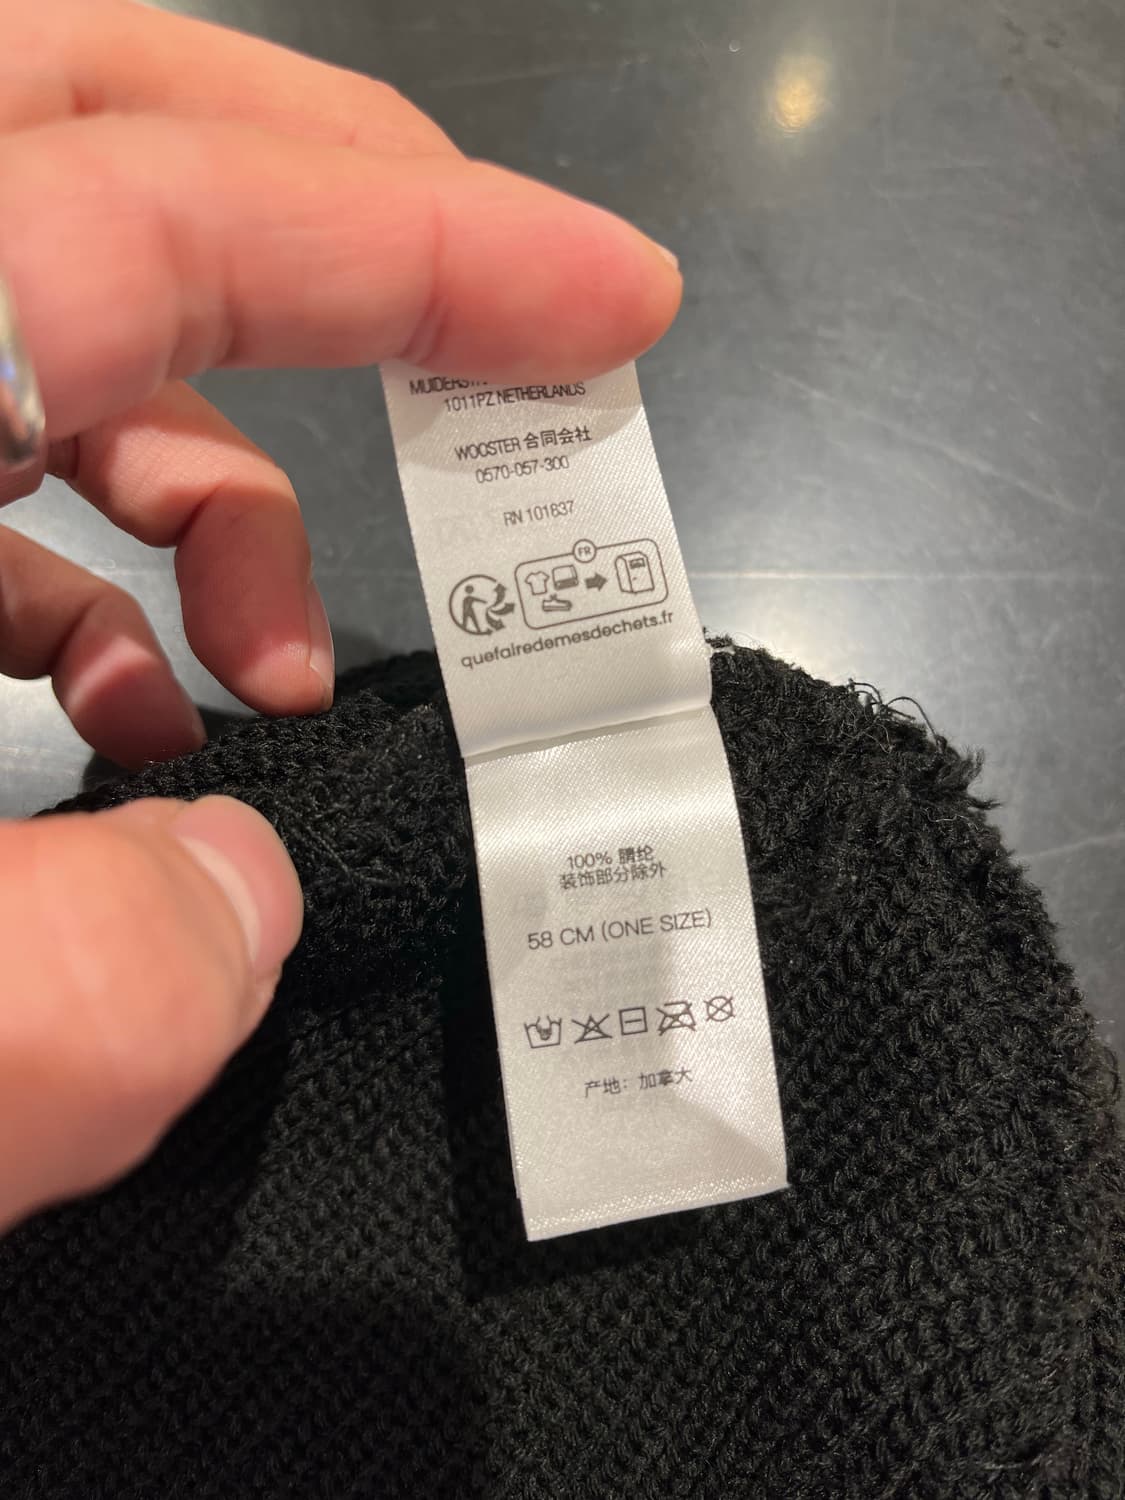 1011PZ NETHERLANDS
WOOSTER 合同会社
0570-057-300
RN 101837
FR
quefairedemesdechets.fr
100% 腈纶
装饰部分除外
58 CM (ONE SIZE)
产地：加拿大